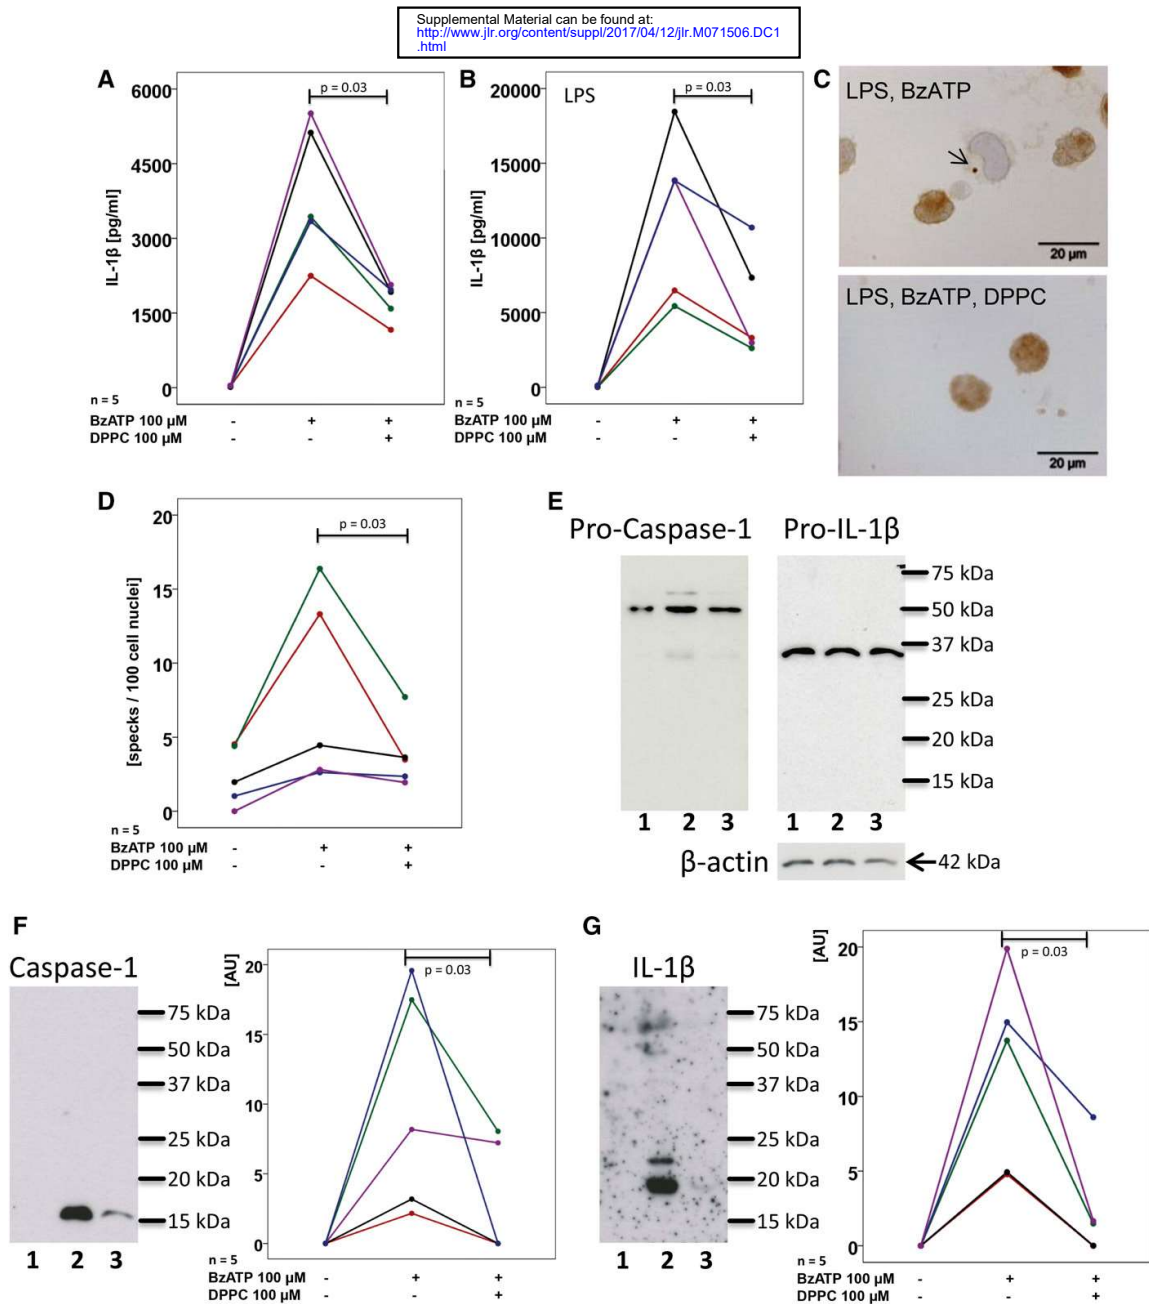 Supplemental Material can be found at:
http://www.jlr.org/content/suppl/2017/04/12/jlr.M071506.DC1
.html
A
6000
4500
3000
1500
0
IL-1β [pg/ml]
p = 0.03
n = 5
BzATP 100 µM - + +
DPPC 100 µM - - +
B
20000
15000
10000
5000
0
IL-1β [pg/ml]
LPS
p = 0.03
n = 5
BzATP 100 µM - + +
DPPC 100 µM - - +
C
LPS, BzATP
20 µm
LPS, BzATP, DPPC
20 µm
D
20
15
10
5
0
[specks / 100 cell nuclei]
p = 0.03
n = 5
BzATP 100 µM - + +
DPPC 100 µM - - +
E
Pro-Caspase-1 Pro-IL-1β
75 kDa
50 kDa
37 kDa
25 kDa
20 kDa
15 kDa
1 2 3 1 2 3
β-actin 42 kDa
F
Caspase-1
75 kDa
50 kDa
37 kDa
25 kDa
20 kDa
15 kDa
1 2 3
[AU]
20
15
10
5
0
p = 0.03
n = 5
BzATP 100 µM - + +
DPPC 100 µM - - +
G
IL-1β
75 kDa
50 kDa
37 kDa
25 kDa
20 kDa
15 kDa
1 2 3
[AU]
20
15
10
5
0
p = 0.03
n = 5
BzATP 100 µM - + +
DPPC 100 µM - - +